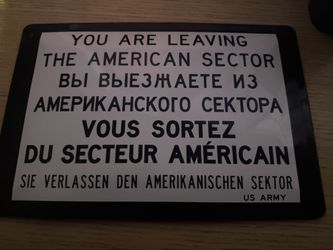 YOU ARE LEAVING
THE AMERICAN SECTOR
ВЫ ВЫЕЗЖАЕТЕ ИЗ
АМЕРИКАНСКОГО СЕКТОРА
VOUS SORTEZ
DU SECTEUR AMÉRICAIN
SIE VERLASSEN DEN AMERIKANISCHEN SEKTOR
US ARMY